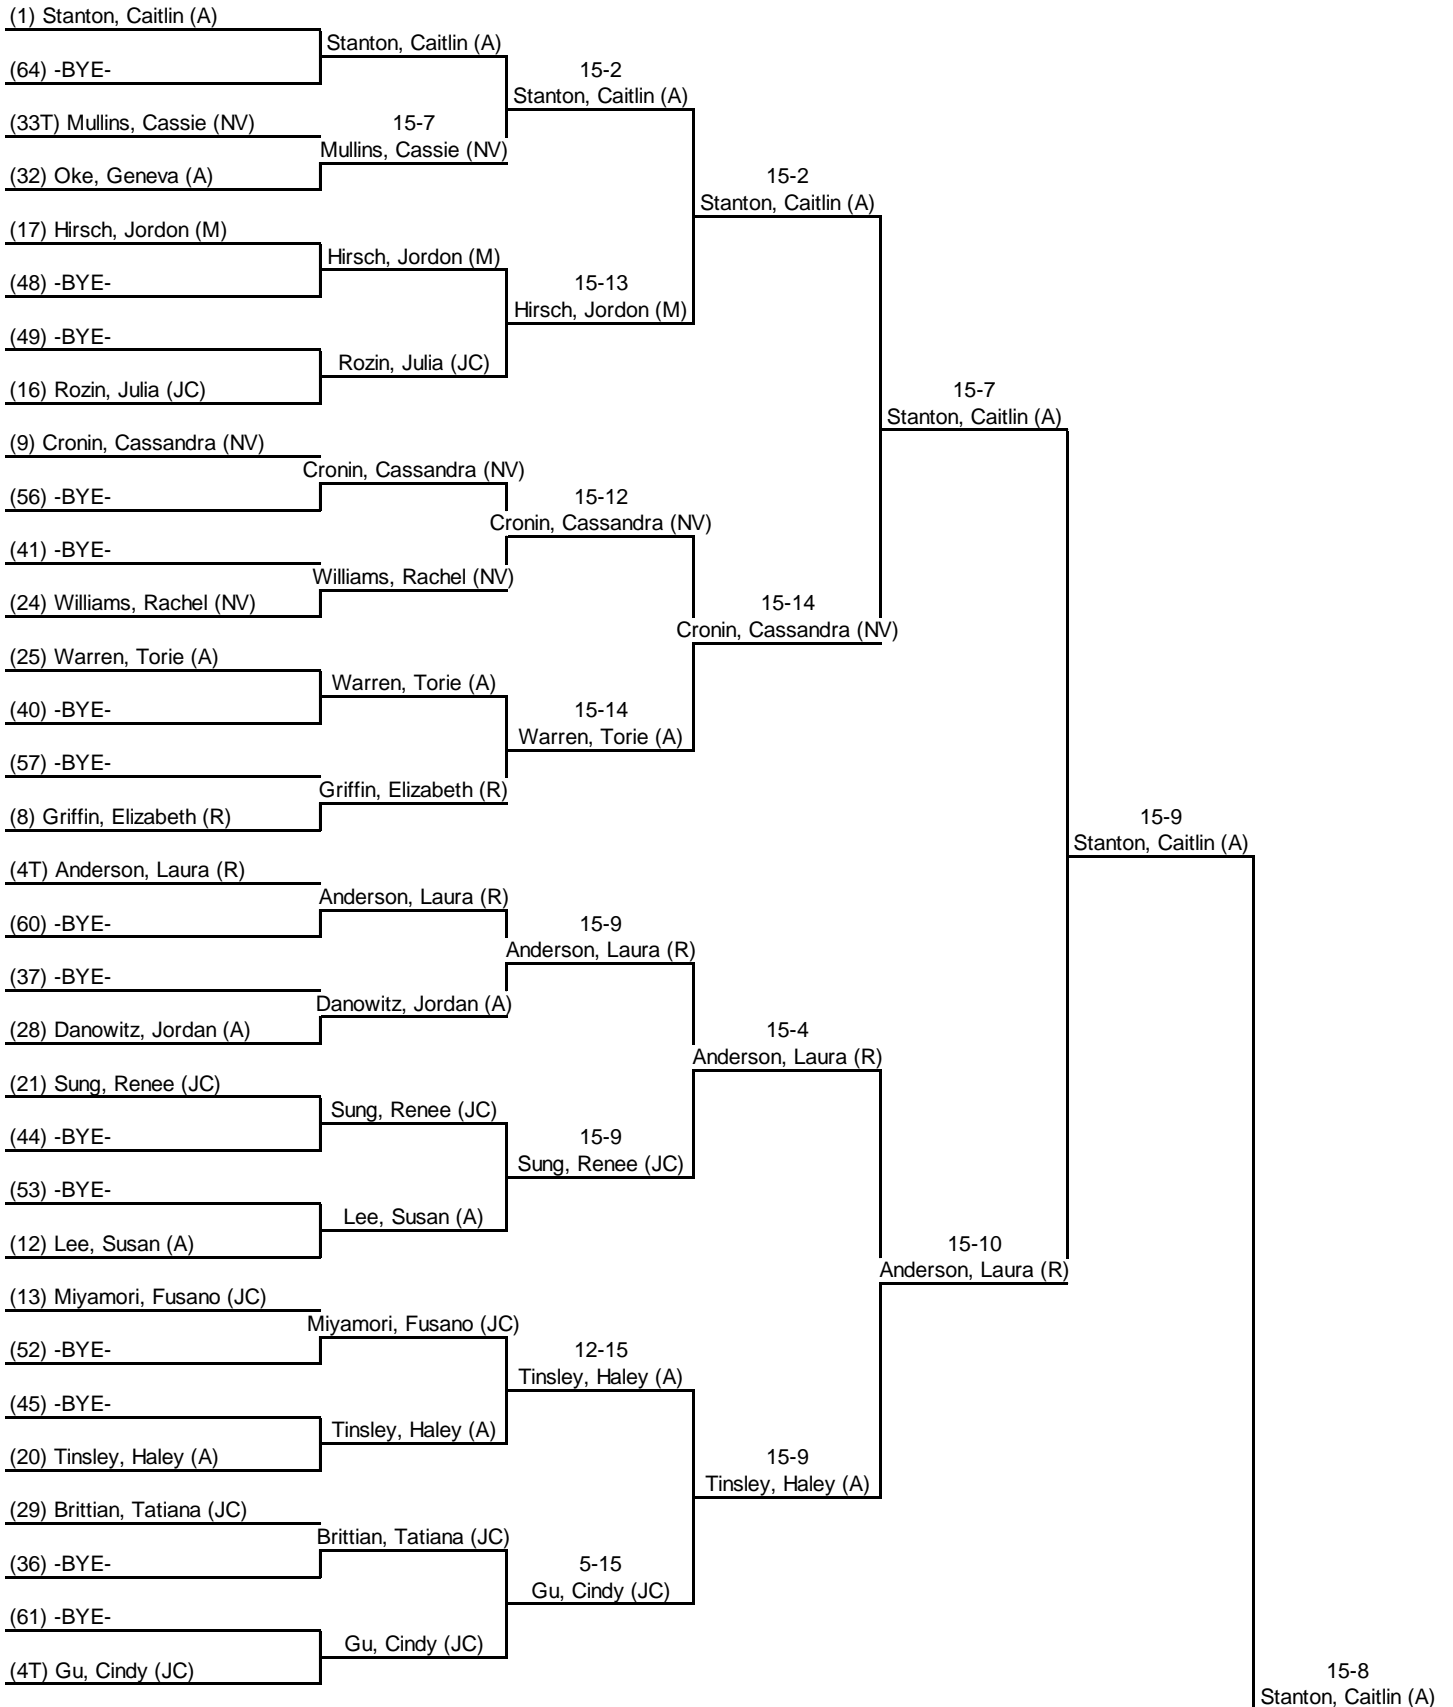 (1) Stanton, Caitlin (A)
Stanton, Caitlin (A)
(64) -BYE-
15-2
Stanton, Caitlin (A)
(33T) Mullins, Cassie (NV)
15-7
Mullins, Cassie (NV)
(32) Oke, Geneva (A)
15-2
Stanton, Caitlin (A)
(17) Hirsch, Jordon (M)
Hirsch, Jordon (M)
(48) -BYE-
15-13
Hirsch, Jordon (M)
(49) -BYE-
Rozin, Julia (JC)
(16) Rozin, Julia (JC)
15-7
Stanton, Caitlin (A)
(9) Cronin, Cassandra (NV)
Cronin, Cassandra (NV)
(56) -BYE-
15-12
Cronin, Cassandra (NV)
(41) -BYE-
Williams, Rachel (NV)
(24) Williams, Rachel (NV)
15-14
Cronin, Cassandra (NV)
(25) Warren, Torie (A)
Warren, Torie (A)
(40) -BYE-
15-14
Warren, Torie (A)
(57) -BYE-
Griffin, Elizabeth (R)
(8) Griffin, Elizabeth (R)
15-9
Stanton, Caitlin (A)
(4T) Anderson, Laura (R)
Anderson, Laura (R)
(60) -BYE-
15-9
Anderson, Laura (R)
(37) -BYE-
Danowitz, Jordan (A)
(28) Danowitz, Jordan (A)
15-4
Anderson, Laura (R)
(21) Sung, Renee (JC)
Sung, Renee (JC)
(44) -BYE-
15-9
Sung, Renee (JC)
(53) -BYE-
Lee, Susan (A)
(12) Lee, Susan (A)
15-10
Anderson, Laura (R)
(13) Miyamori, Fusano (JC)
Miyamori, Fusano (JC)
(52) -BYE-
12-15
Tinsley, Haley (A)
(45) -BYE-
Tinsley, Haley (A)
(20) Tinsley, Haley (A)
15-9
Tinsley, Haley (A)
(29) Brittian, Tatiana (JC)
Brittian, Tatiana (JC)
(36) -BYE-
5-15
Gu, Cindy (JC)
(61) -BYE-
Gu, Cindy (JC)
(4T) Gu, Cindy (JC)
15-8
Stanton, Caitlin (A)